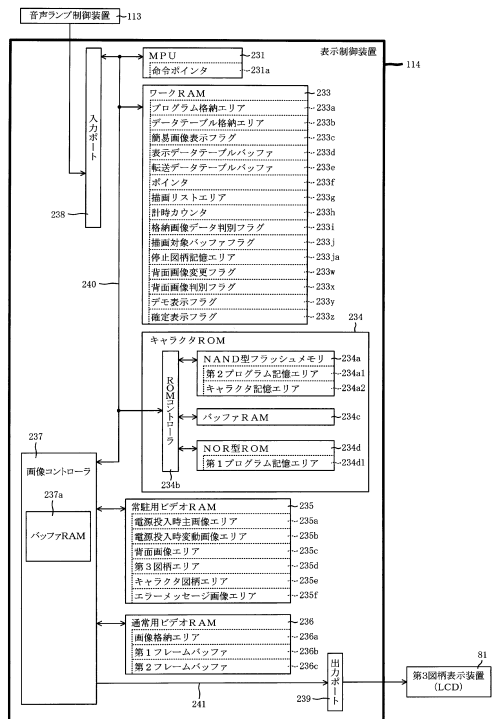 音声ランプ制御装置
113
表示制御装置
114
MPU
231
命令ポインタ
231a
入力ポート
238
ワークRAM
233
プログラム格納エリア
233a
データテーブル格納エリア
233b
簡易画像表示フラグ
233c
表示データテーブルバッファ
233d
転送データテーブルバッファ
233e
ポインタ
233f
描画リストエリア
233g
計時カウンタ
233h
格納画像データ判別フラグ
233i
描画対象バッファフラグ
233j
停止図柄記憶エリア
233ja
背面画像変更フラグ
233w
背面画像判別フラグ
233x
デモ表示フラグ
233y
確定表示フラグ
233z
240
234
キャラクタROM
NAND型フラッシュメモリ
234a
第2プログラム記憶エリア
234a1
キャラクタ記憶エリア
234a2
ROMコントローラ
234b
バッファRAM
234c
NOR型ROM
234d
第1プログラム記憶エリア
234d1
237
画像コントローラ
237a
バッファRAM
常駐用ビデオRAM
235
電源投入時主画像エリア
235a
電源投入時変動画像エリア
235b
背面画像エリア
235c
第3図柄エリア
235d
キャラクタ図柄エリア
235e
エラーメッセージ画像エリア
235f
通常用ビデオRAM
236
画像格納エリア
236a
第1フレームバッファ
236b
第2フレームバッファ
236c
241
出力ポート
239
81
第3図柄表示装置
(LCD)